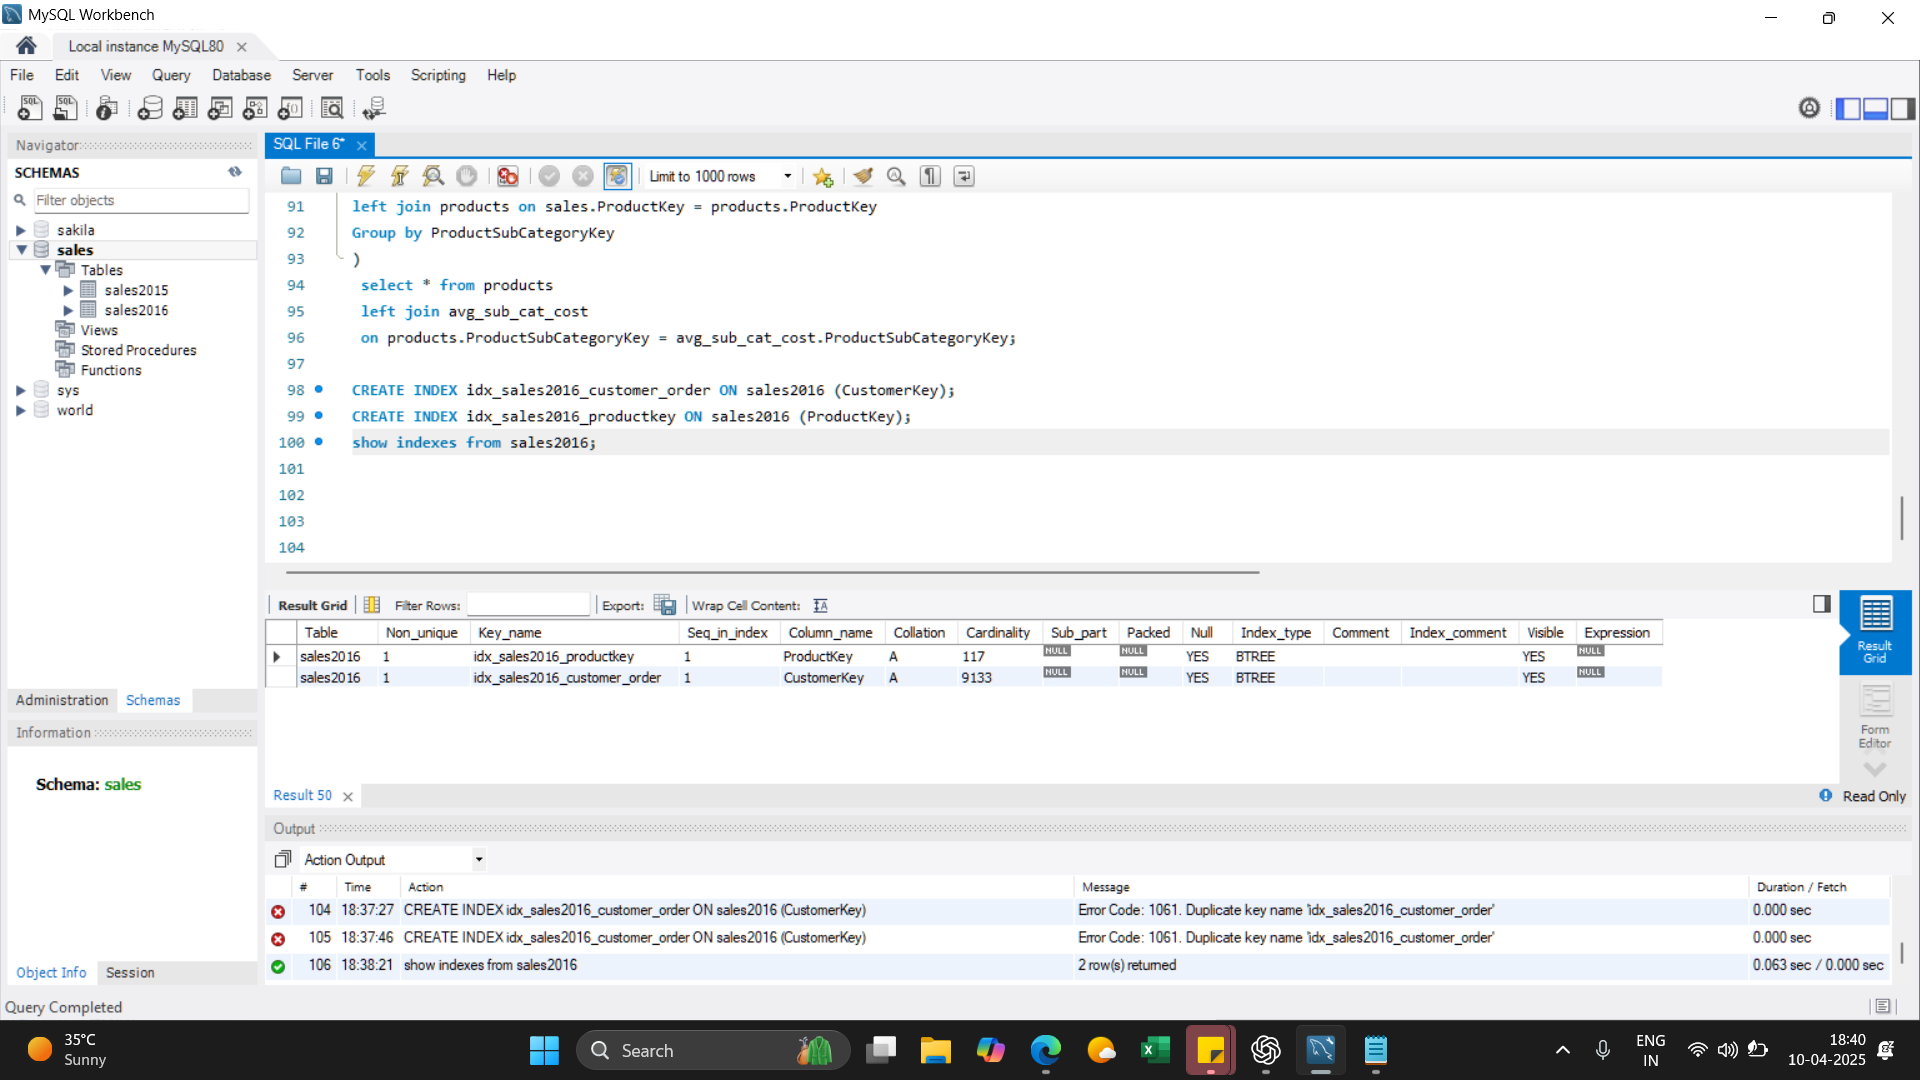 MySQL Workbench
Local instance MySQL80
File Edit View Query Database Server Tools Scripting Help
Navigator
SCHEMAS
Filter objects
sakila
sales
Tables
sales2015
sales2016
Views
Stored Procedures
Functions
sys
world
Administration Schemas
Information
Schema: sales
Object Info Session
SQL File 6*
Limit to 1000 rows
91 left join products on sales.ProductKey = products.ProductKey
92 Group by ProductSubCategoryKey
93 )
94 select * from products
95 left join avg_sub_cat_cost
96 on products.ProductSubCategoryKey = avg_sub_cat_cost.ProductSubCategoryKey;
97
98 CREATE INDEX idx_sales2016_customer_order ON sales2016 (CustomerKey);
99 CREATE INDEX idx_sales2016_productkey ON sales2016 (ProductKey);
100 show indexes from sales2016;
101
102
103
104
Result Grid Filter Rows: Export: Wrap Cell Content:
Table Non_unique Key_name Seq_in_index Column_name Collation Cardinality Sub_part Packed Null Index_type Comment Index_comment Visible Expression
sales2016 1 idx_sales2016_productkey 1 ProductKey A 117 NULL NULL YES BTREE YES NULL
sales2016 1 idx_sales2016_customer_order 1 CustomerKey A 9133 NULL NULL YES BTREE YES NULL
Result
Grid
Form
Editor
Result 50
Read Only
Output
Action Output
# Time Action Message Duration / Fetch
104 18:37:27 CREATE INDEX idx_sales2016_customer_order ON sales2016 (CustomerKey) Error Code: 1061. Duplicate key name 'idx_sales2016_customer_order' 0.000 sec
105 18:37:46 CREATE INDEX idx_sales2016_customer_order ON sales2016 (CustomerKey) Error Code: 1061. Duplicate key name 'idx_sales2016_customer_order' 0.000 sec
106 18:38:21 show indexes from sales2016 2 row(s) returned 0.063 sec / 0.000 sec
Query Completed
35°C
Sunny
Search
ENG
IN
18:40
10-04-2025